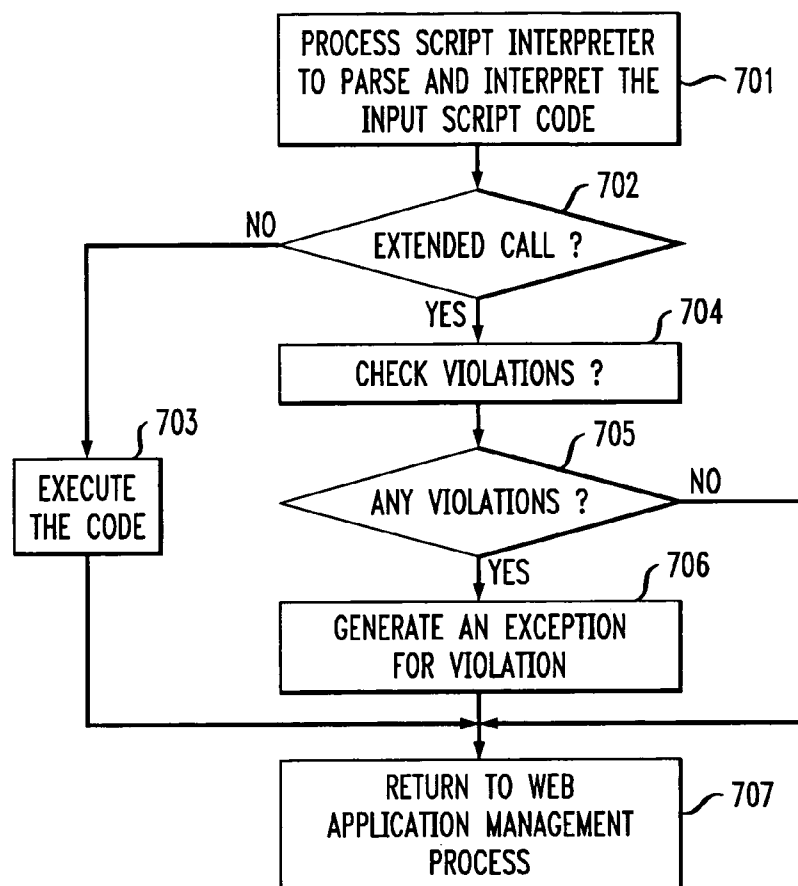 PROCESS SCRIPT INTERPRETER
TO PARSE AND INTERPRET THE
INPUT SCRIPT CODE
701
702
NO
EXTENDED CALL ?
YES
704
CHECK VIOLATIONS ?
703
705
EXECUTE
THE CODE
ANY VIOLATIONS ?
NO
YES
706
GENERATE AN EXCEPTION
FOR VIOLATION
RETURN TO WEB
APPLICATION MANAGEMENT
PROCESS
707